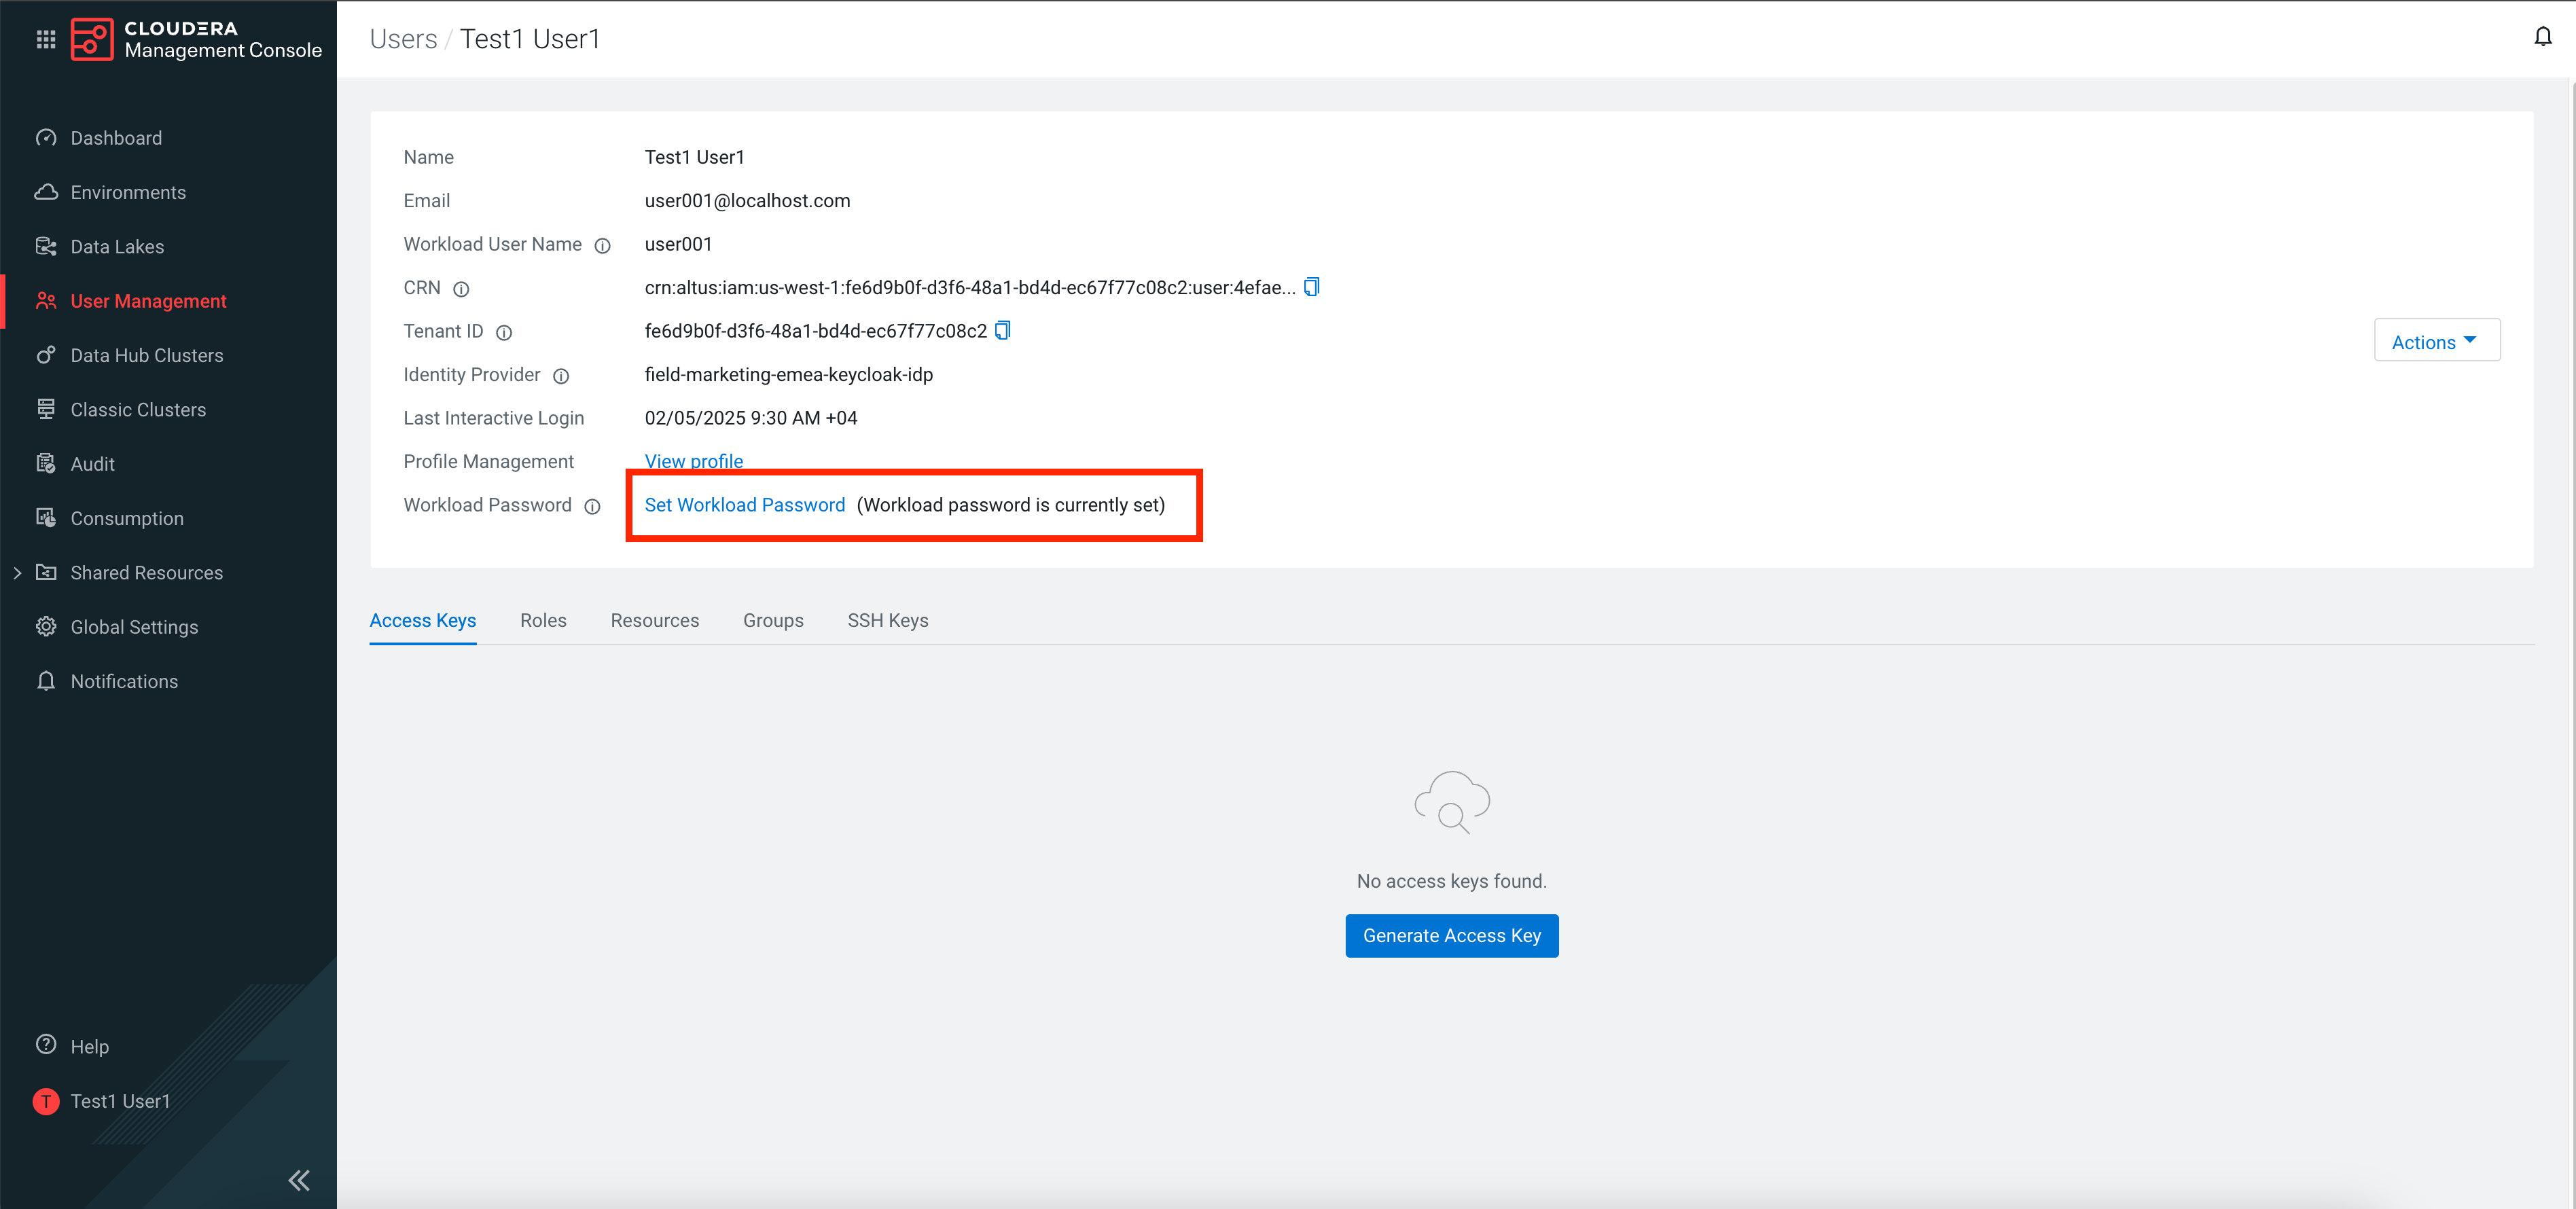 CLOUDERA
Management Console
Dashboard
Environments
Data Lakes
User Management
Data Hub Clusters
Classic Clusters
Audit
Consumption
Shared Resources
Global Settings
Notifications
Help
T Test1 User1
Users / Test1 User1
Name Test1 User1
Email user001@localhost.com
Workload User Name user001
CRN crn:altus:iam:us-west-1:fe6d9b0f-d3f6-48a1-bd4d-ec67f77c08c2:user:4efae...
Tenant ID fe6d9b0f-d3f6-48a1-bd4d-ec67f77c08c2
Identity Provider field-marketing-emea-keycloak-idp
Last Interactive Login 02/05/2025 9:30 AM +04
Profile Management View profile
Workload Password Set Workload Password (Workload password is currently set)
Actions
Access Keys Roles Resources Groups SSH Keys
No access keys found.
Generate Access Key